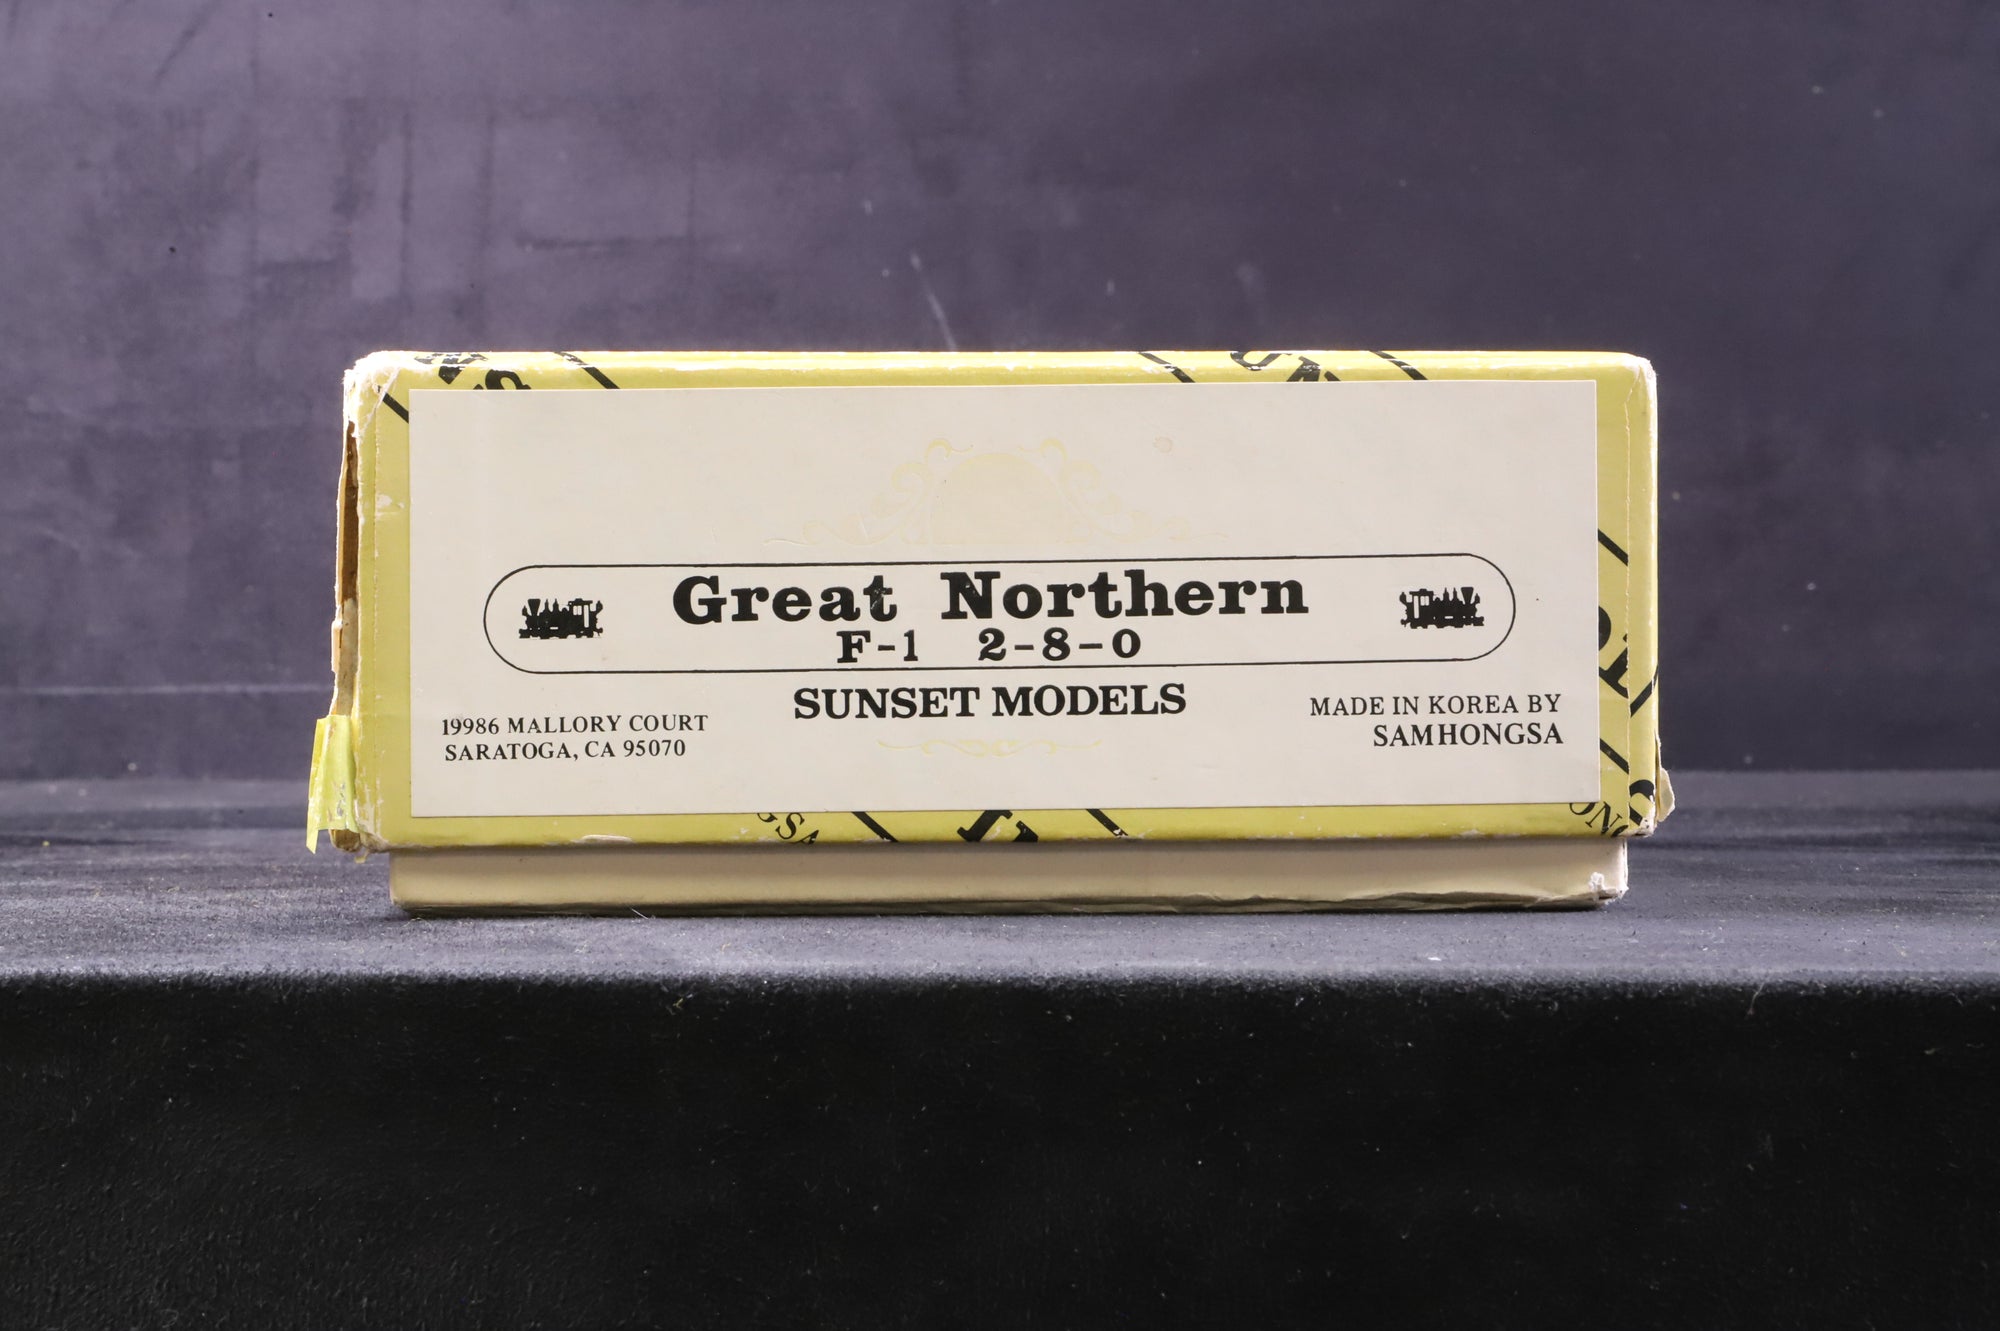 Great Northern
F-1 2-8-0
SUNSET MODELS
19986 MALLORY COURT
SARATOGA, CA 95070
MADE IN KOREA BY
SAMHONGSA